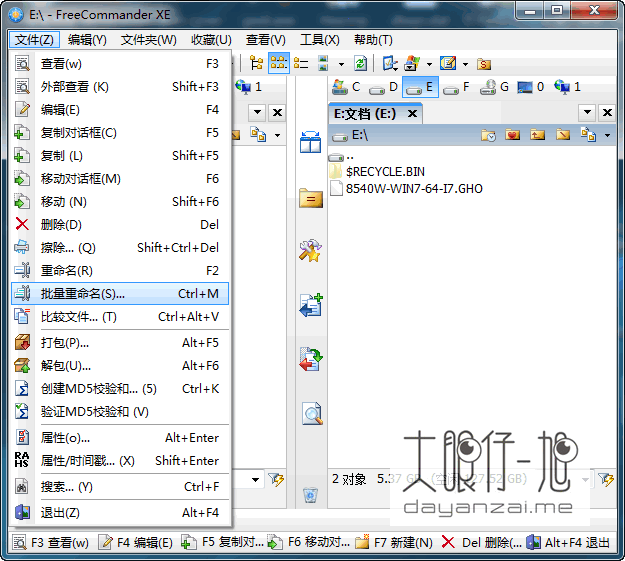 E:\ - FreeCommander XE
文件(Z) 编辑(Y) 文件夹(W) 收藏(U) 查看(V) 工具(X) 帮助(T)
1 C D E F G 0 1
E:文档 (E:)
E:\
..
$RECYCLE.BIN
8540W-WIN7-64-I7.GHO
查看(w) F3
外部查看 (K) Shift+F3
编辑(E) F4
复制对话框(C) F5
复制 (L) Shift+F5
移动对话框(M) F6
移动 (N) Shift+F6
删除(D) Del
擦除... (Q) Shift+Ctrl+Del
重命名(R) F2
批量重命名(S)... Ctrl+M
比较文件... (T) Ctrl+Alt+V
打包(P)... Alt+F5
解包(U)... Alt+F6
创建MD5校验和... (5) Ctrl+K
验证MD5校验和 (V)
属性(o)... Alt+Enter
RAHS 属性/时间戳... (X) Shift+Enter
搜索... (Y) Ctrl+F
退出(Z) Alt+F4
2 对象 5.37 GB (空闲 127.52 GB)
大眼仔~旭
dayanzai.me
F3 查看(w) F4 编辑(E) F5 复制对... F6 移动对... F7 新建(N) Del 删除(... Alt+F4 退出